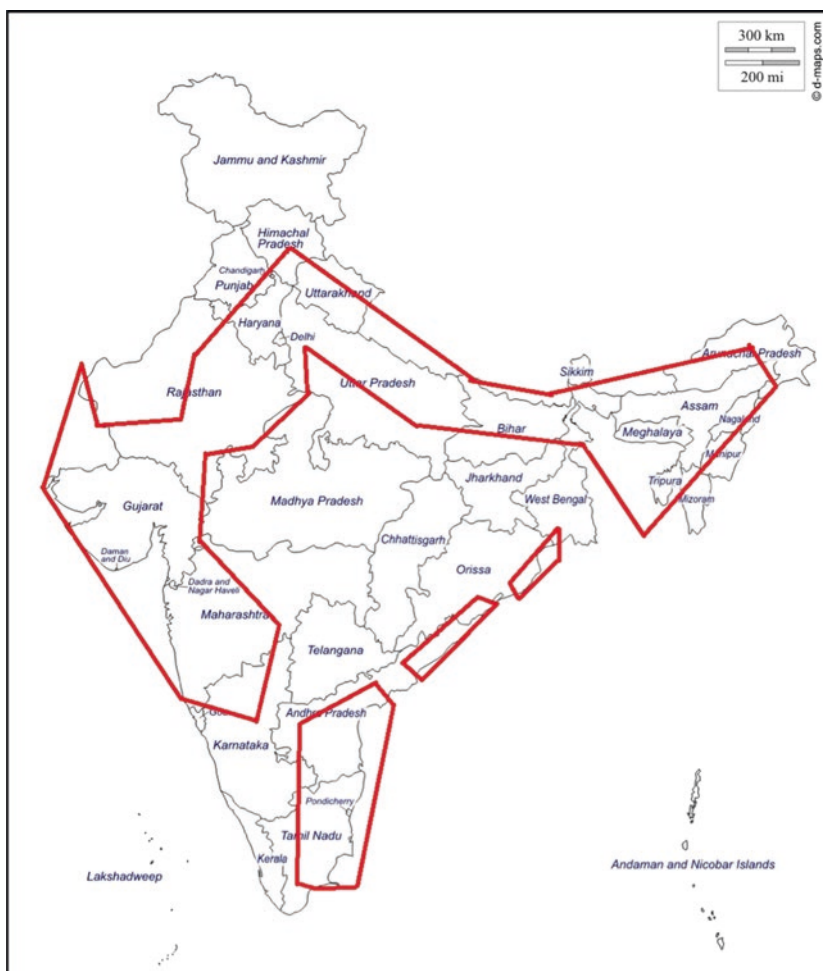 300 km
200 mi
© d-maps.com
Jammu and Kashmir
Himachal
Pradesh
Chandigarh
Punjab
Uttarakhand
Haryana
Delhi
Rajasthan
Uttar Pradesh
Sikkim
Arunachal Pradesh
Assam
Nagaland
Bihar
Meghalaya
Manipur
Tripura
Mizoram
Jharkhand
West Bengal
Gujarat
Madhya Pradesh
Chhattisgarh
Daman
and Diu
Orissa
Dadra and
Nagar Haveli
Maharashtra
Telangana
Andhra Pradesh
Karnataka
Pondicherry
Tamil Nadu
Kerala
Lakshadweep
Andaman and Nicobar Islands